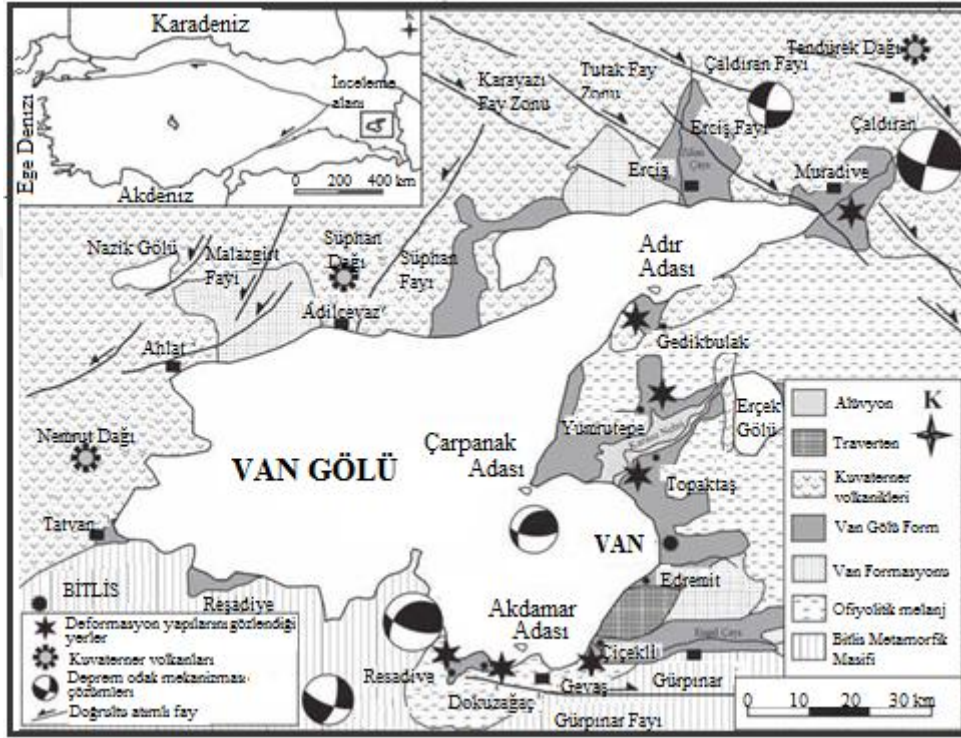 Karadeniz
K
İnceleme
alanı
Ege Denizi
Akdeniz
0 200 400 km
Karayazı
Fay Zonu
Tutak Fay
Zonu
Çaldıran Fayı
Tendürek Dağı
Çaldıran
Erciş Fayı
Erciş
Muradiye
Nazik Gölü
Malazgirt
Fayı
Süphan
Dağı
Süphan
Fayı
Adır
Adası
Adilcevaz
Ahlat
Gedikbulak
Nemrut Dağı
Yumrutepe
Erçek
Gölü
Çarpanak
Adası
VAN GÖLÜ
Topaktaş
Tatvan
VAN
BİTLİS
Reşadiye
Edremit
Akdamar
Adası
Çiçekli
Reşadiye
Dokuzağaç
Gevaş
Gürpınar
Gürpınar Fayı
Deformasyon yapılarını gözlendiği
yerler
Kuvaterner volkanları
Deprem odak mekanizması
çözümleri
Doğrultu atımlı fay
Alüvyon
K
Traverten
Kuvaterner
volkanikleri
Van Gölü Form
Van Formasyonu
Ofiyolitik melanj
Bitlis Metamorfik
Masifi
0 10 20 30 km